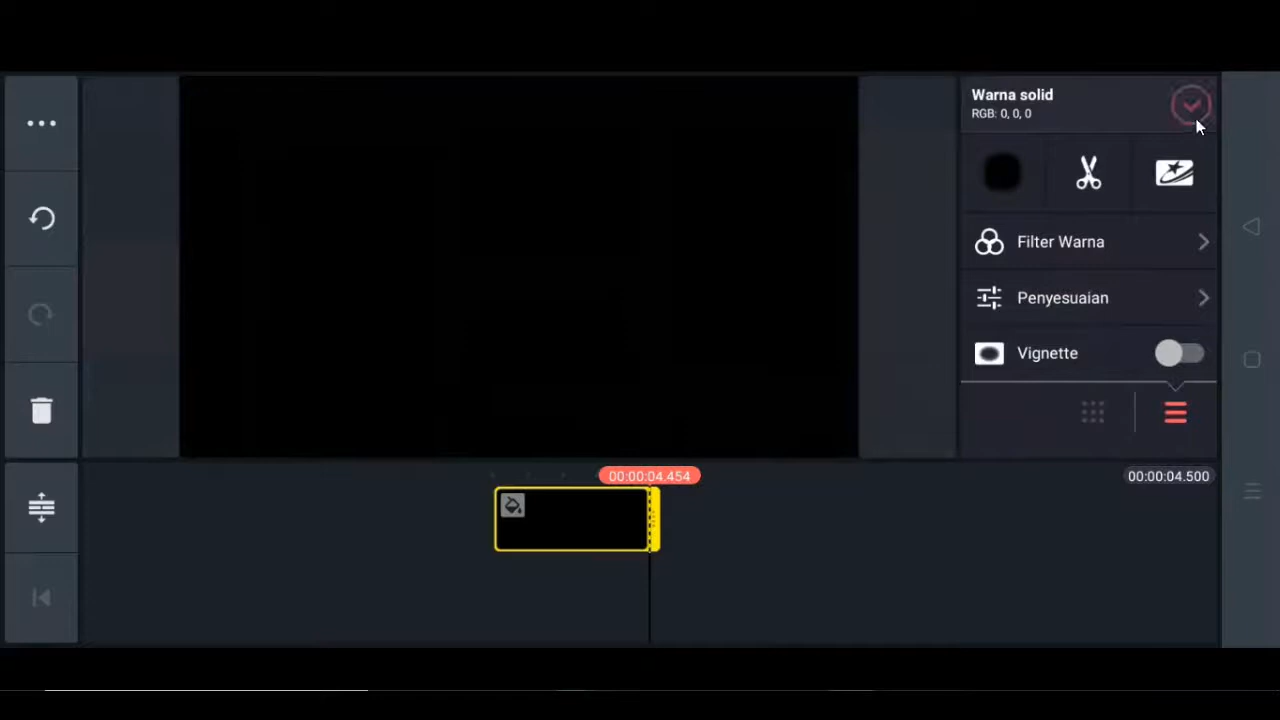 Warna solid
RGB: 0, 0, 0
Filter Warna
Penyesuaian
Vignette
00:00:04.454
00:00:04.500